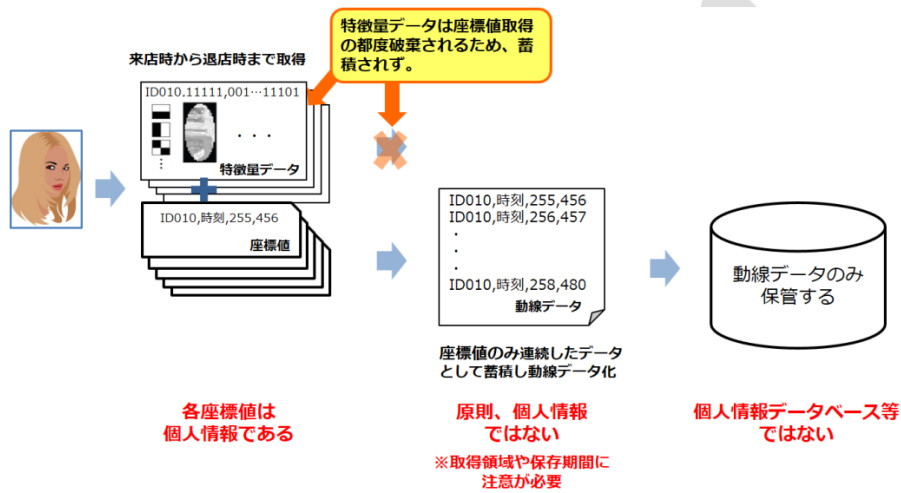 特徴量データは座標値取得
の都度破棄されるため、蓄
積されず。
来店時から退店時まで取得
ID010,11111,001…11101
・・・
⋮
特徴量データ
ID010,時刻,255,456
座標値
ID010,時刻,255,456
ID010,時刻,256,457
・
・
・
ID010,時刻,258,480
動線データ
動線データのみ
保管する
座標値のみ連続したデータ
として蓄積し動線データ化
各座標値は
個人情報である
原則、個人情報
ではない
※取得領域や保存期間に
注意が必要
個人情報データベース等
ではない